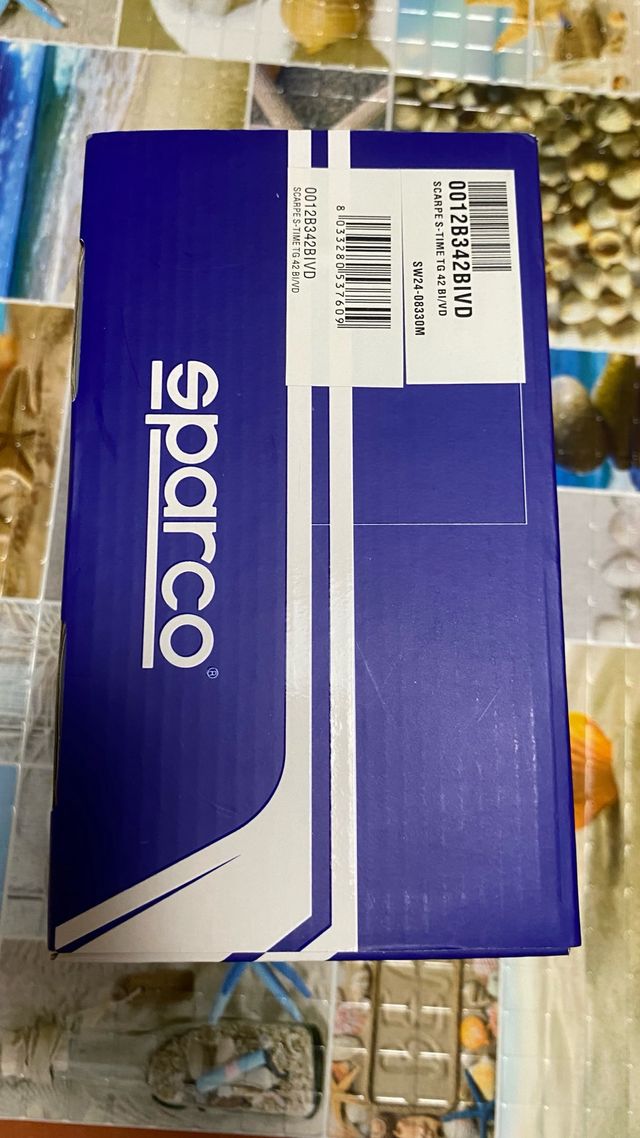 0012B342BIVD
SCARPE S-TIME TG 42 BI/VD
SW24-08330M
8 033280 537609
0012B342BIVD
SCARPE S-TIME TG 42 BI/VD
sparco®